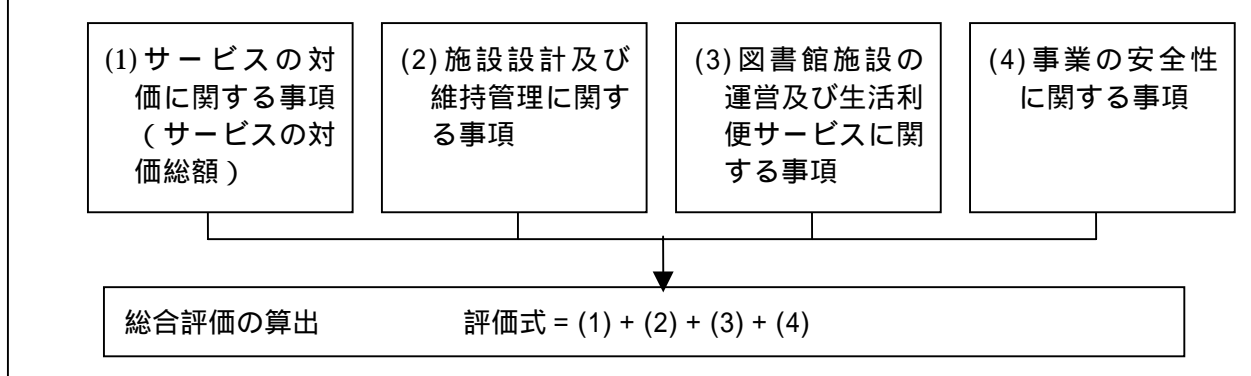 (1)サービスの対
価に関する事項
（サービスの対
価総額）
(2)施設設計及び
維持管理に関す
る事項
(3)図書館施設の
運営及び生活利
便サービスに関
する事項
(4)事業の安全性
に関する事項
総合評価の算出 評価式 = (1) + (2) + (3) + (4)